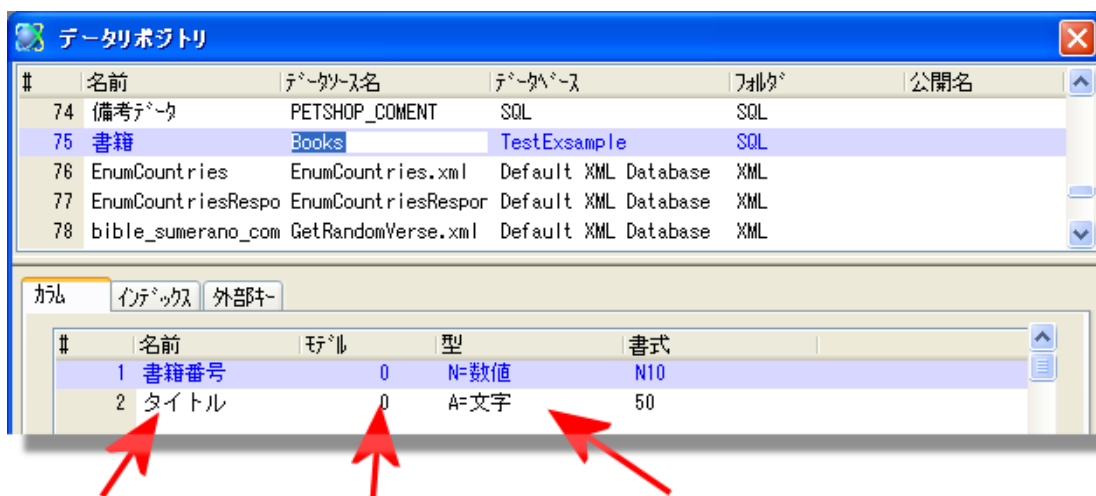 データリポジトリ
# 名前 データソース名 データベース フォルダ 公開名
74 備考データ PETSHOP_COMENT SQL SQL
75 書籍 Books TestExsample SQL
76 EnumCountries EnumCountries.xml Default XML Database XML
77 EnumCountriesRespo EnumCountriesRespor Default XML Database XML
78 bible_sumerano_com GetRandomVerse.xml Default XML Database XML
カラム インデックス 外部キー
# 名前 モデル 型 書式
1 書籍番号 0 N=数値 N10
2 タイトル 0 A=文字 50